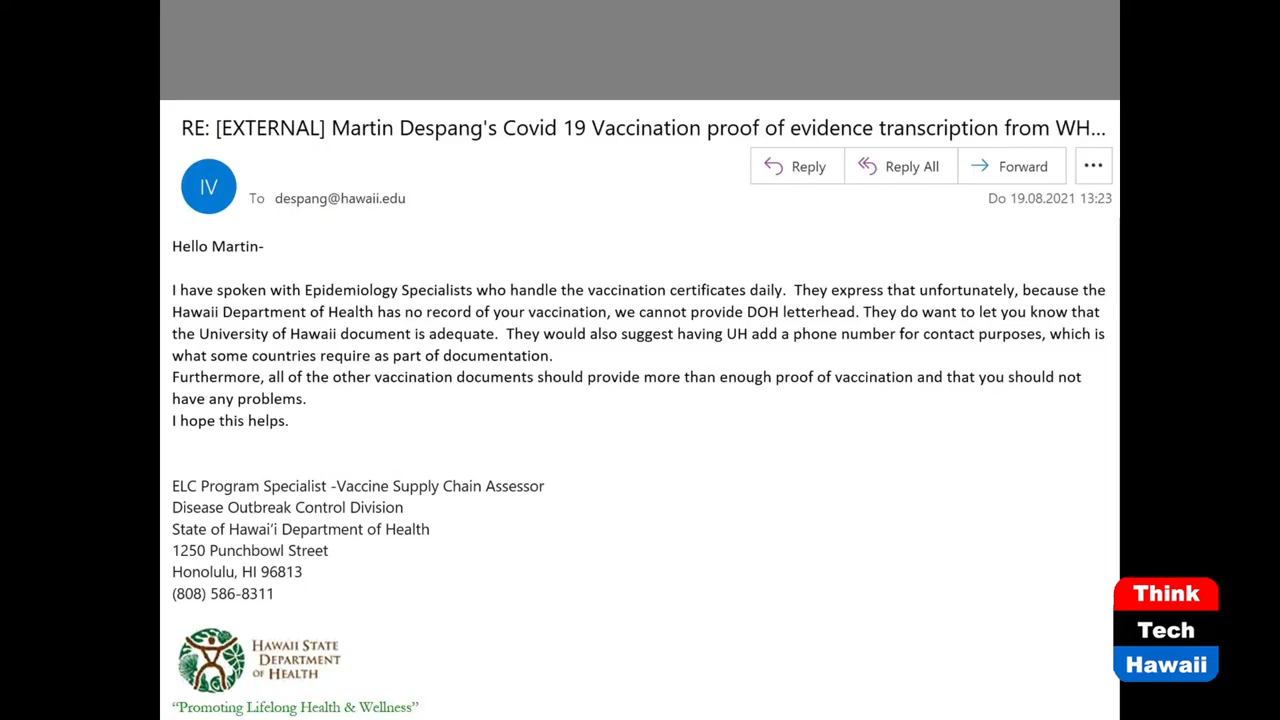 RE: [EXTERNAL] Martin Despang's Covid 19 Vaccination proof of evidence transcription from WH...
Reply
Reply All
Forward
...
IV
To despang@hawaii.edu
Do 19.08.2021 13:23
Hello Martin-
I have spoken with Epidemiology Specialists who handle the vaccination certificates daily. They express that unfortunately, because the
Hawaii Department of Health has no record of your vaccination, we cannot provide DOH letterhead. They do want to let you know that
the University of Hawaii document is adequate. They would also suggest having UH add a phone number for contact purposes, which is
what some countries require as part of documentation.
Furthermore, all of the other vaccination documents should provide more than enough proof of vaccination and that you should not
have any problems.
I hope this helps.
ELC Program Specialist -Vaccine Supply Chain Assessor
Disease Outbreak Control Division
State of Hawaiʻi Department of Health
1250 Punchbowl Street
Honolulu, HI 96813
(808) 586-8311
HAWAII STATE
DEPARTMENT
OF HEALTH
“Promoting Lifelong Health & Wellness”
Think
Tech
Hawaii